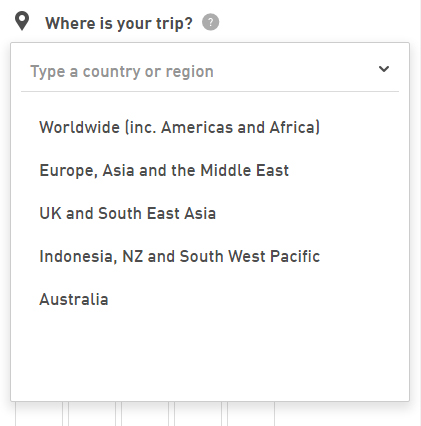 Where is your trip? ?
Type a country or region
Worldwide (inc. Americas and Africa)
Europe, Asia and the Middle East
UK and South East Asia
Indonesia, NZ and South West Pacific
Australia